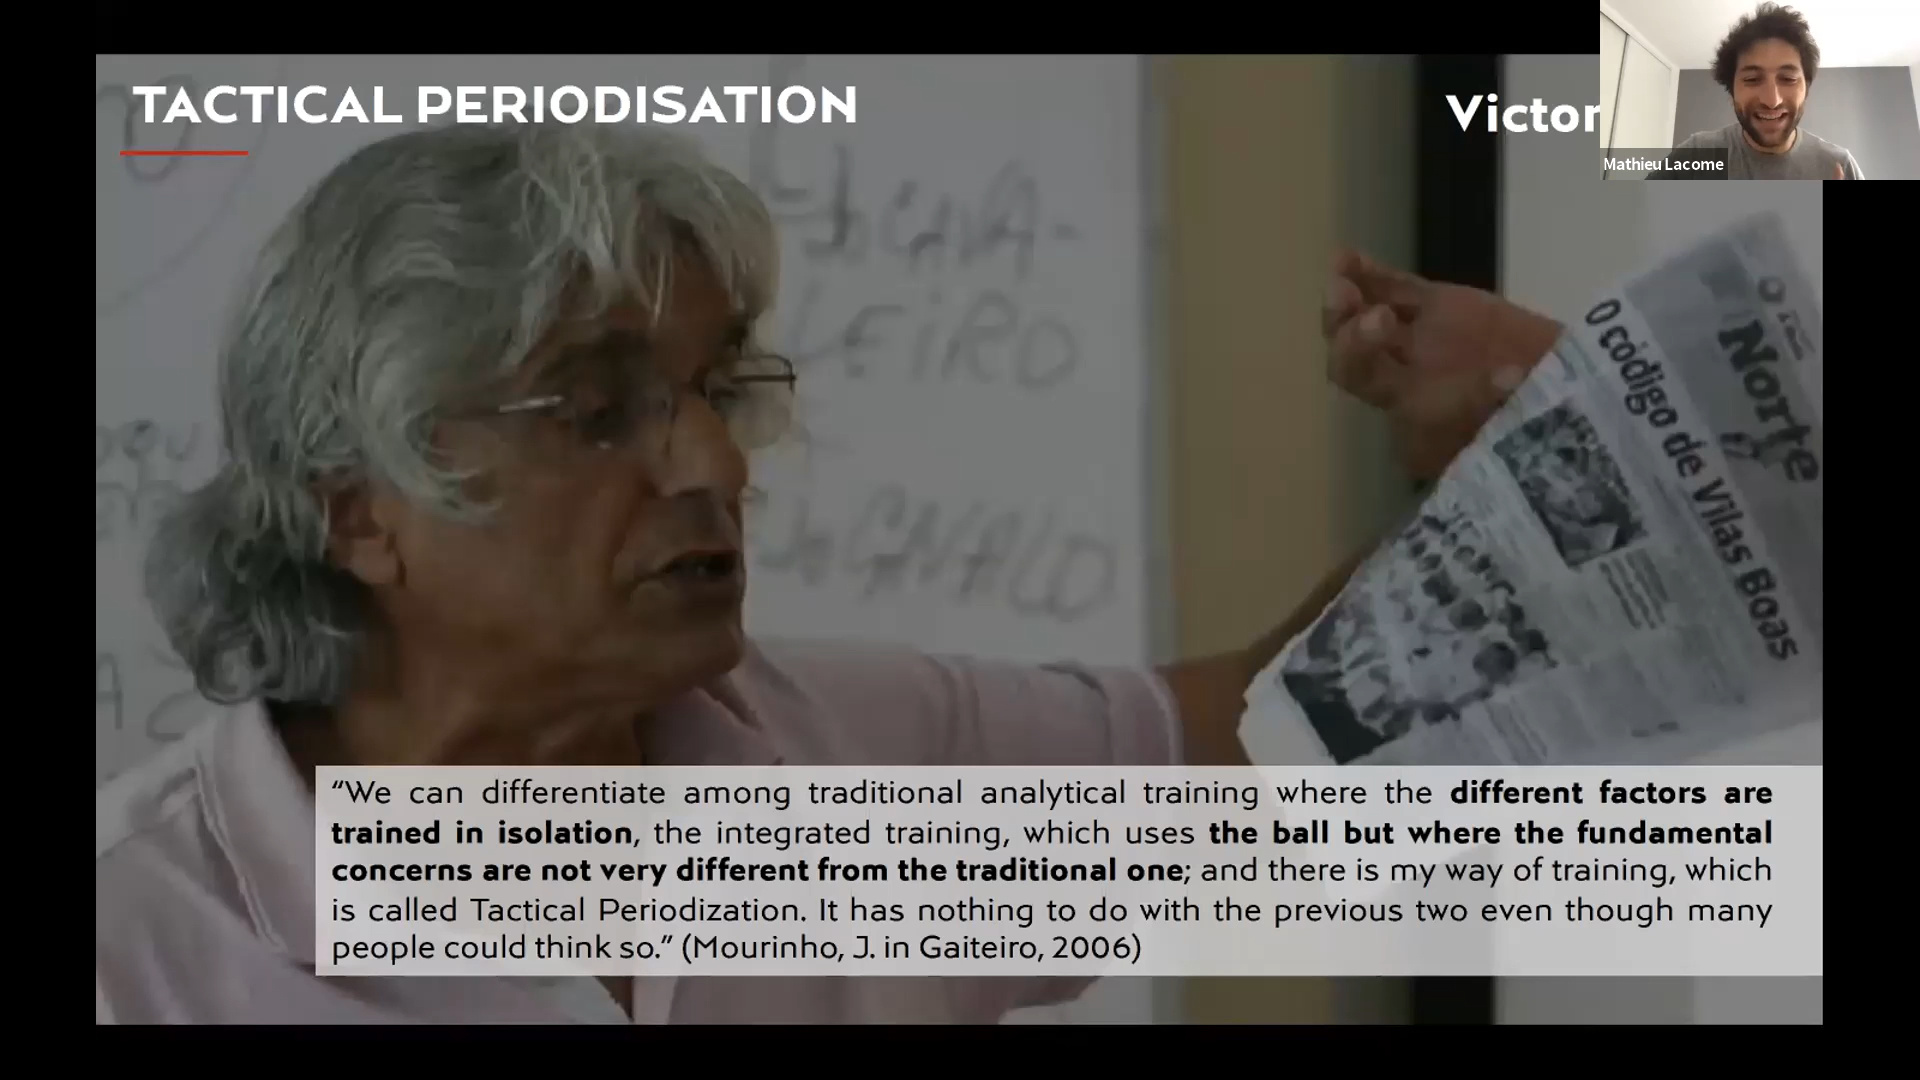 TACTICAL PERIODISATION
Victor
Mathieu Lacome
Norte
O código de Vilas Boas
LEIRO
“We can differentiate among traditional analytical training where the different factors are
trained in isolation, the integrated training, which uses the ball but where the fundamental
concerns are not very different from the traditional one; and there is my way of training, which
is called Tactical Periodization. It has nothing to do with the previous two even though many
people could think so.” (Mourinho, J. in Gaiteiro, 2006)